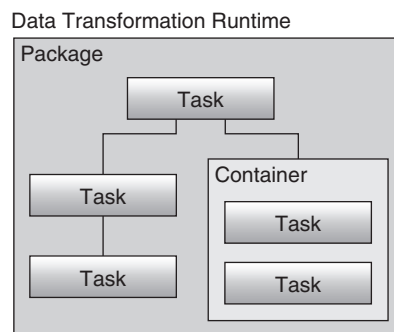 Data Transformation Runtime
Package
Task
Task
Container
Task
Task
Task